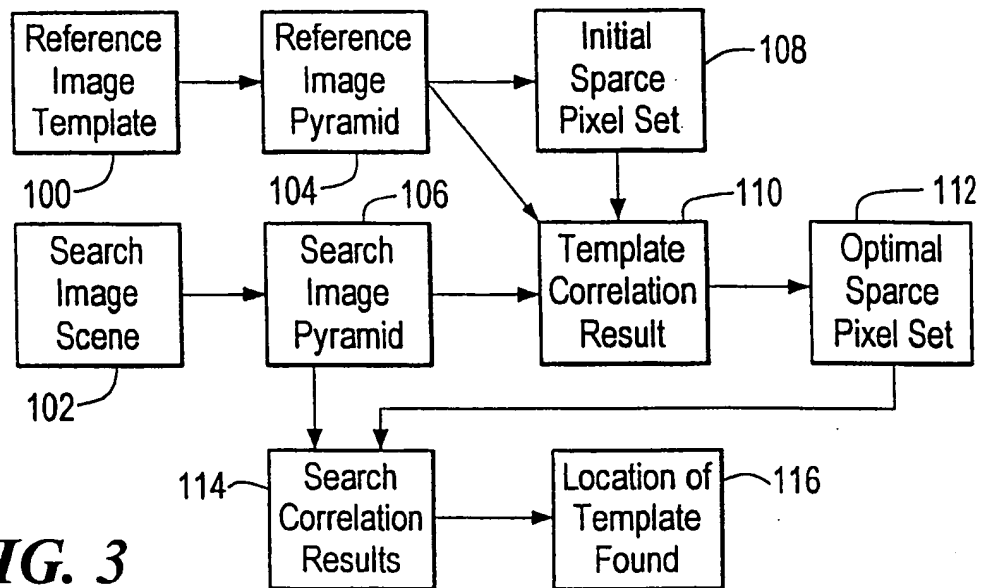 Reference
Image
Template
100
Reference
Image
Pyramid
104
Initial
Sparce
Pixel Set
108
Search
Image
Scene
102
Search
Image
Pyramid
106
Template
Correlation
Result
110
Optimal
Sparce
Pixel Set
112
Search
Correlation
Results
114
Location of
Template
Found
116
IG. 3